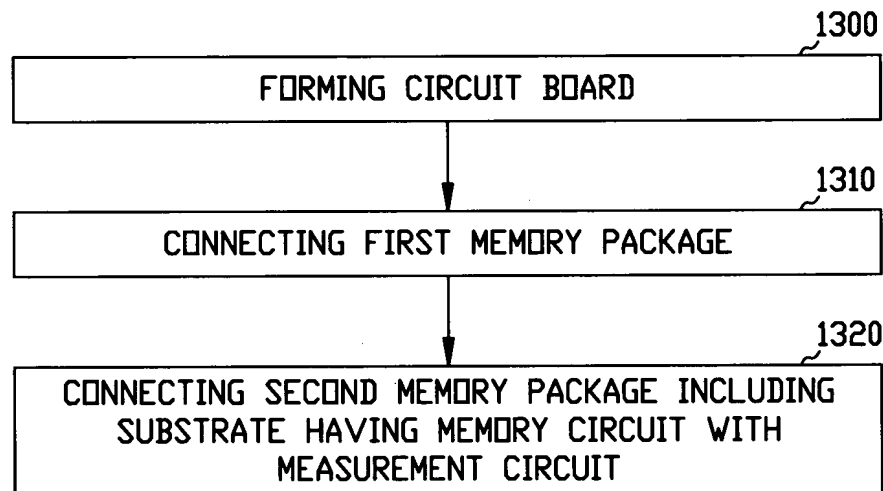 1300
FORMING CIRCUIT BOARD
1310
CONNECTING FIRST MEMORY PACKAGE
1320
CONNECTING SECOND MEMORY PACKAGE INCLUDING
SUBSTRATE HAVING MEMORY CIRCUIT WITH
MEASUREMENT CIRCUIT